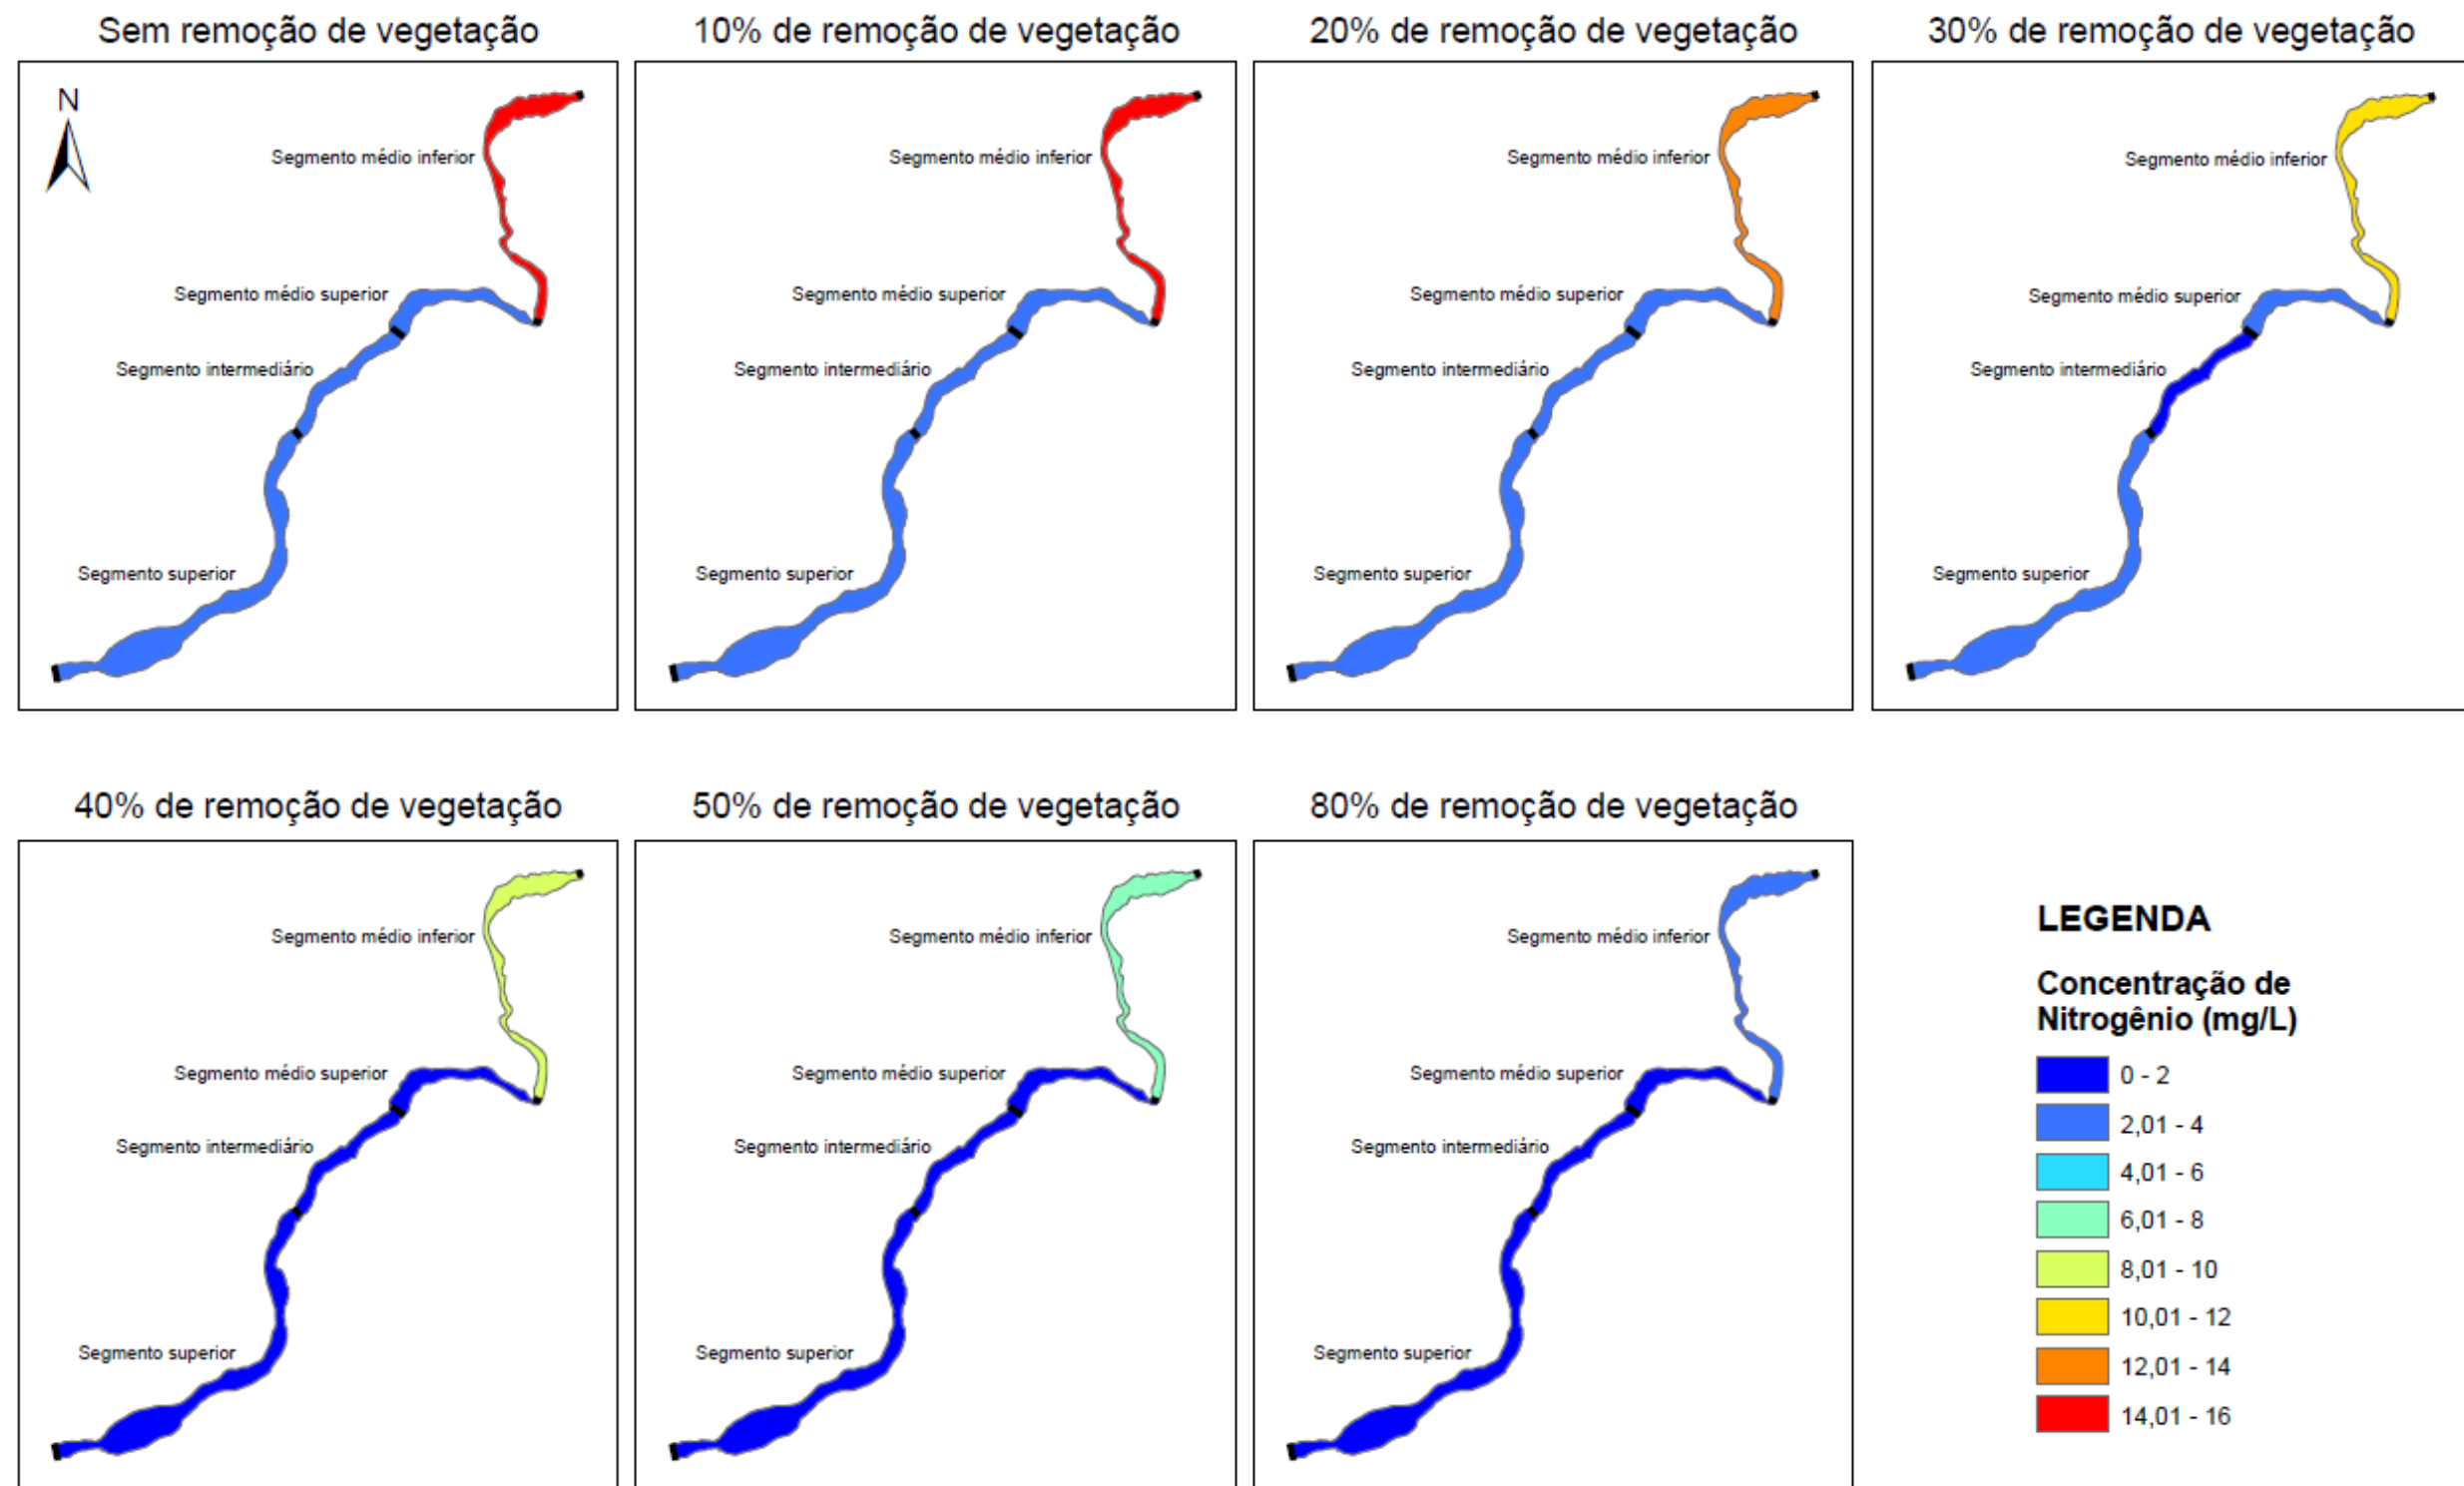 Sem remoção de vegetação
10% de remoção de vegetação
20% de remoção de vegetação
30% de remoção de vegetação
N
Segmento médio inferior
Segmento médio superior
Segmento intermediário
Segmento superior
Segmento médio inferior
Segmento médio superior
Segmento intermediário
Segmento superior
Segmento médio inferior
Segmento médio superior
Segmento intermediário
Segmento superior
Segmento médio inferior
Segmento médio superior
Segmento intermediário
Segmento superior
40% de remoção de vegetação
50% de remoção de vegetação
80% de remoção de vegetação
Segmento médio inferior
Segmento médio superior
Segmento intermediário
Segmento superior
Segmento médio inferior
Segmento médio superior
Segmento intermediário
Segmento superior
Segmento médio inferior
Segmento médio superior
Segmento intermediário
Segmento superior
LEGENDA
Concentração de
Nitrogênio (mg/L)
0 - 2
2,01 - 4
4,01 - 6
6,01 - 8
8,01 - 10
10,01 - 12
12,01 - 14
14,01 - 16